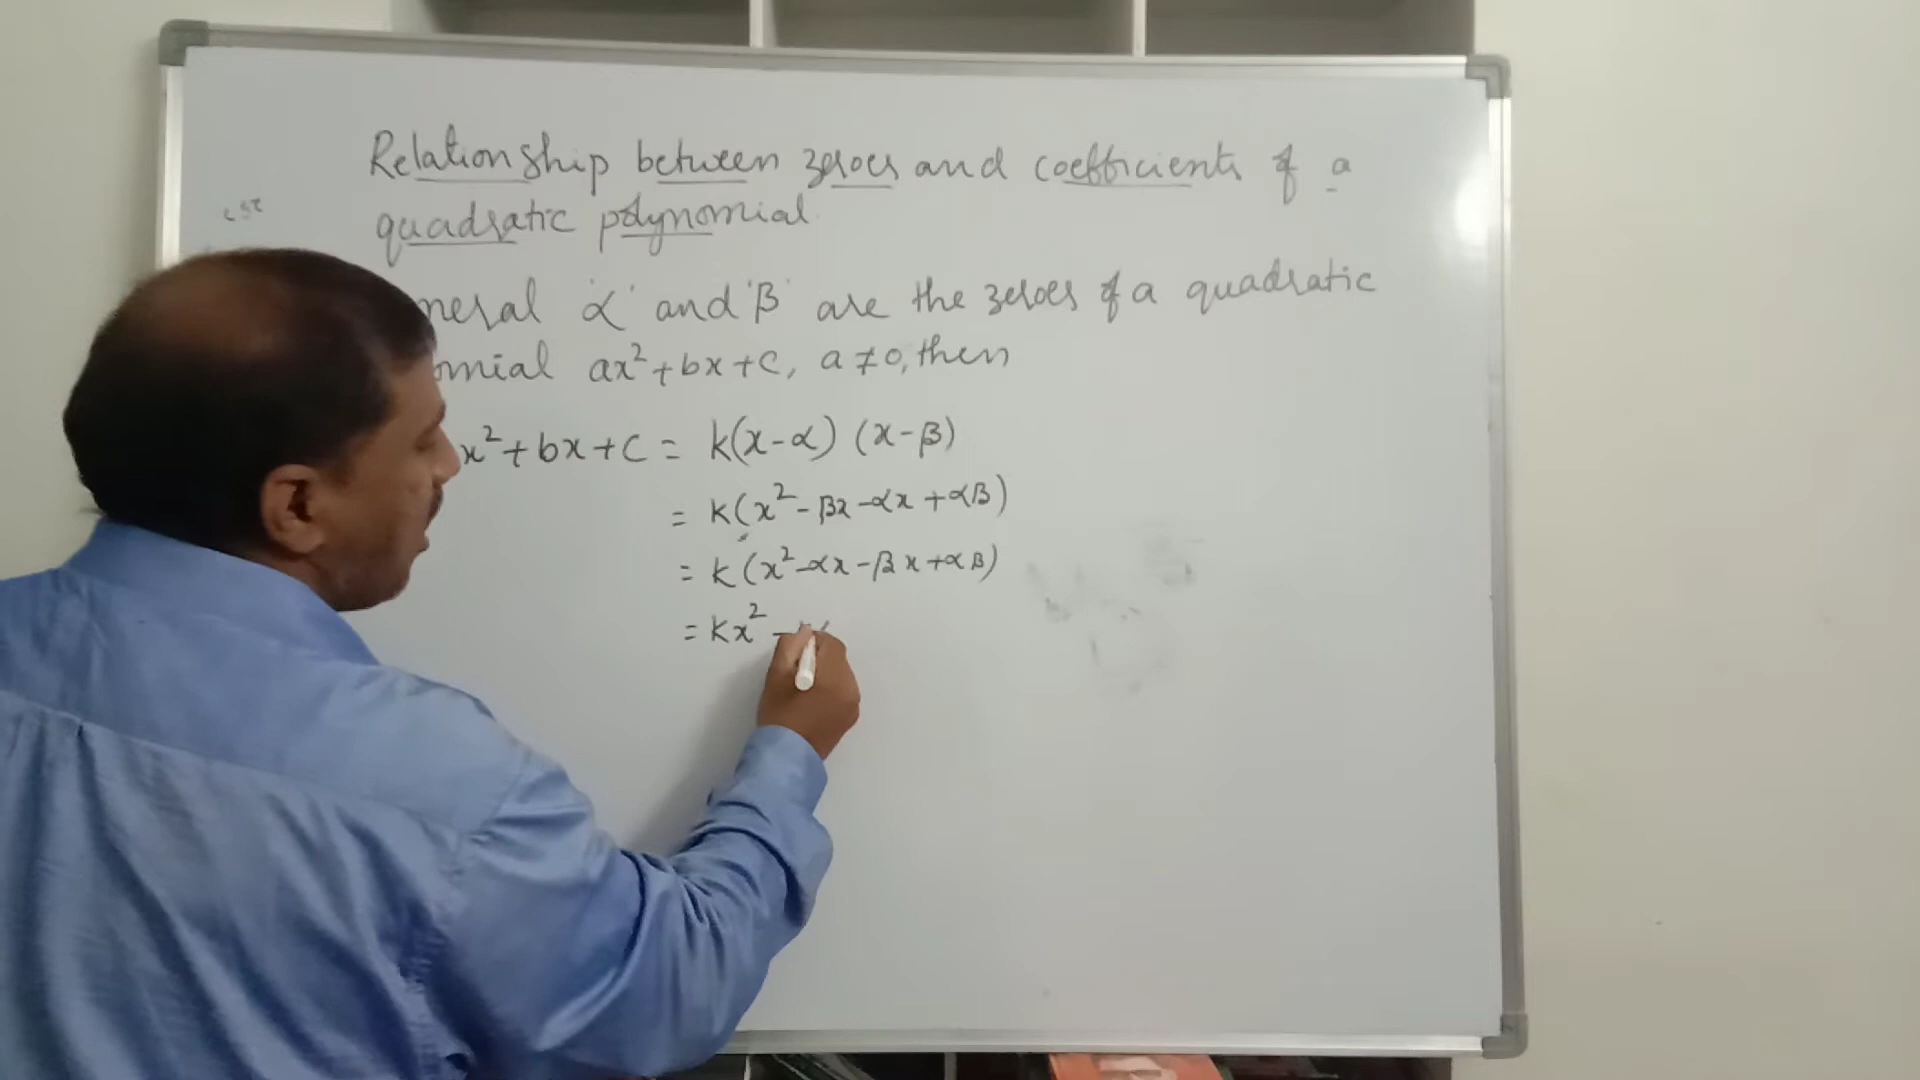 Relationship between zeroes and coefficients of a
quadratic polynomial
neral 'α' and 'β' are the zeroes of a quadratic
omial ax²+bx+c, a≠0, then
x²+bx+c = k(x-α) (x-β)
= k(x²-βx-αx+αβ)
= k(x²-αx-βx+αβ)
= kx² -